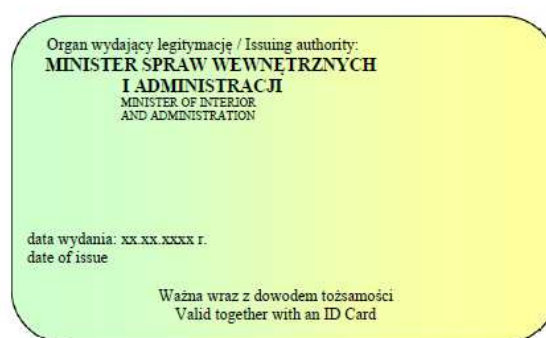 Organ wydający legitymację / Issuing authority:
MINISTER SPRAW WEWNĘTRZNYCH
I ADMINISTRACJI
MINISTER OF INTERIOR
AND ADMINISTRATION
data wydania: xx.xx.xxxx r.
date of issue
Ważna wraz z dowodem tożsamości
Valid together with an ID Card